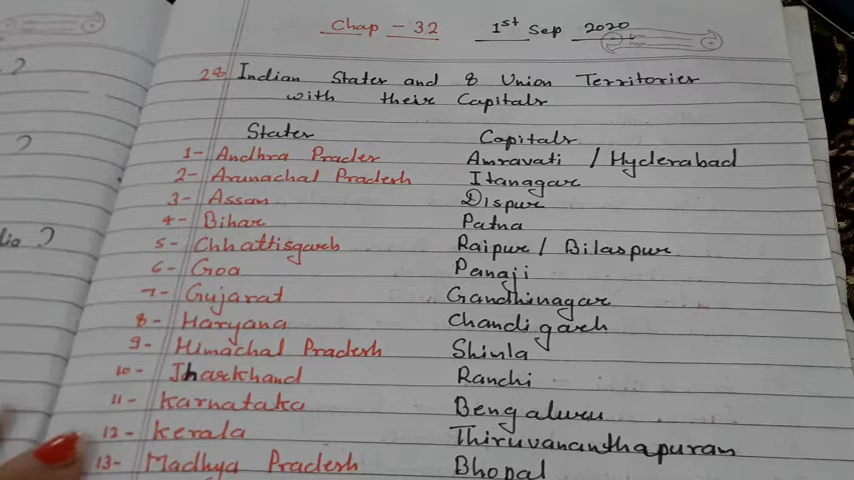 Chap - 32 1st Sep 2020
28 Indian States and 8 Union Territories
with their Capitals
States Capitals
1- Andhra Prades Amravati / Hyderabad
2- Arunachal Pradesh Itanagar
3- Assam Dispur
4- Bihar Patna
5- Chhattisgarh Raipur / Bilaspur
6- Goa Panaji
7- Gujarat Gandhinagar
8- Haryana Chandigarh
9- Himachal Pradesh Shimla
10- Jharkhand Ranchi
11- Karnataka Bengaluru
12- Kerala Thiruvananthapuram
13- Madhya Pradesh Bhopal
?
?
?